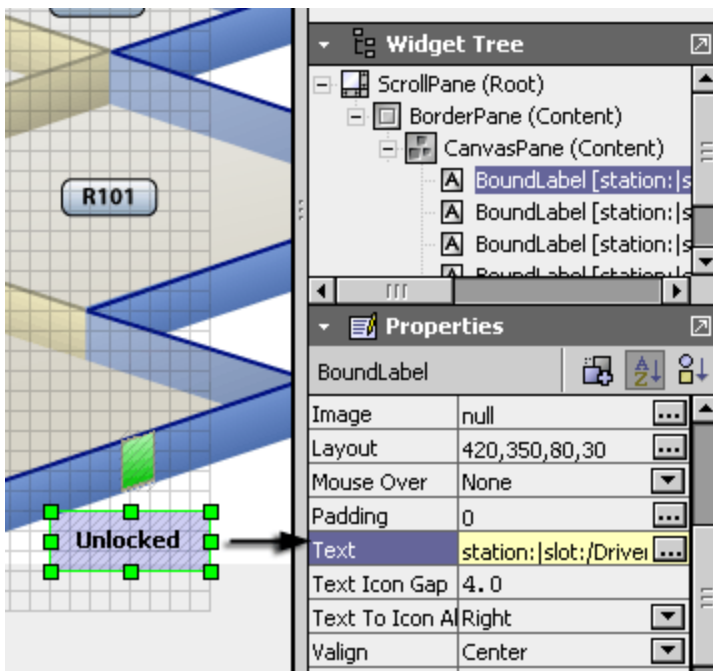 R101
Unlocked
Widget Tree
ScrollPane (Root)
BorderPane (Content)
CanvasPane (Content)
A BoundLabel [station:|s
A BoundLabel [station:|s
A BoundLabel [station:|s
A BoundLabel [station:|s
Properties
BoundLabel
A
Z
Image null ...
Layout 420,350,80,30 ...
Mouse Over None
Padding 0 ...
Text station:|slot:/Driver ...
Text Icon Gap 4.0
Text To Icon Al Right
Valign Center